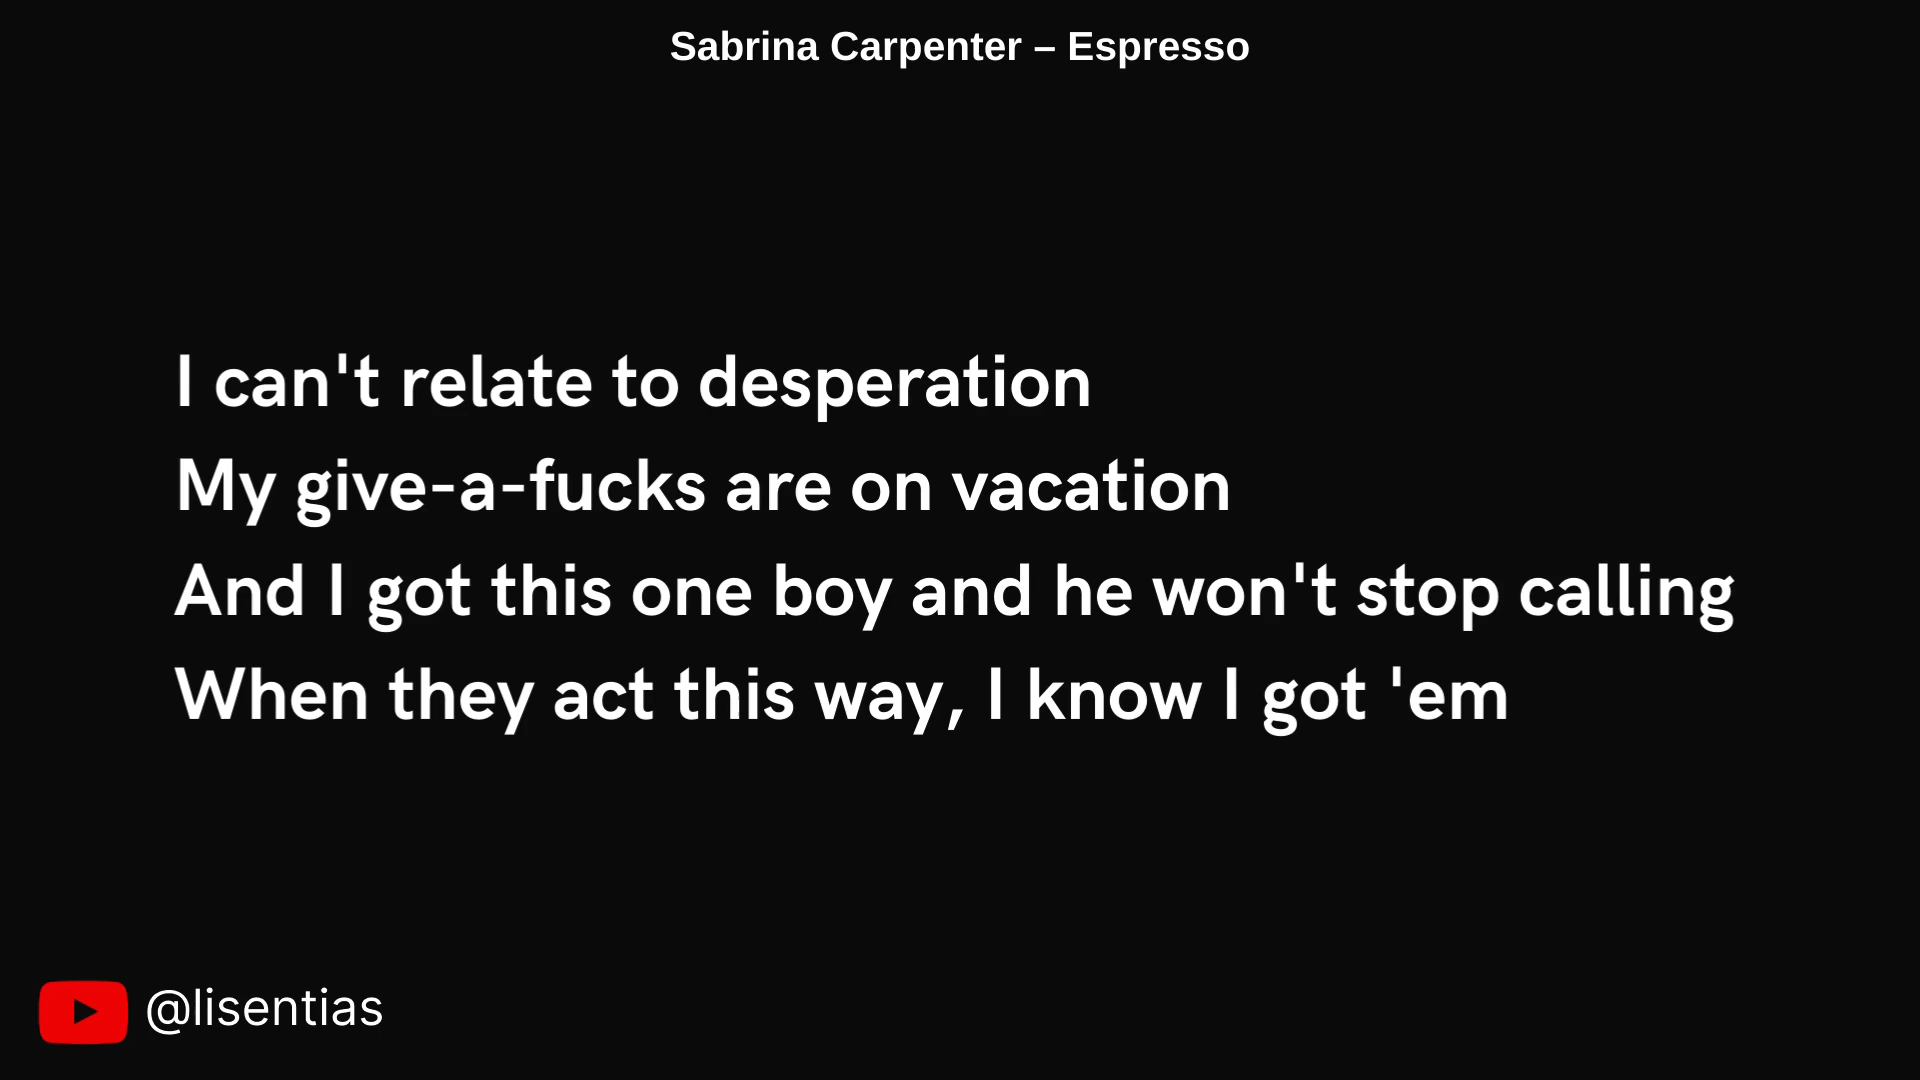 Sabrina Carpenter – Espresso
I can't relate to desperation
My give-a-fucks are on vacation
And I got this one boy and he won't stop calling
When they act this way, I know I got 'em
@lisentias